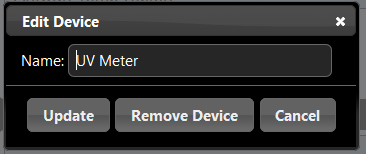 Edit Device
Name: UV Meter
Update Remove Device Cancel